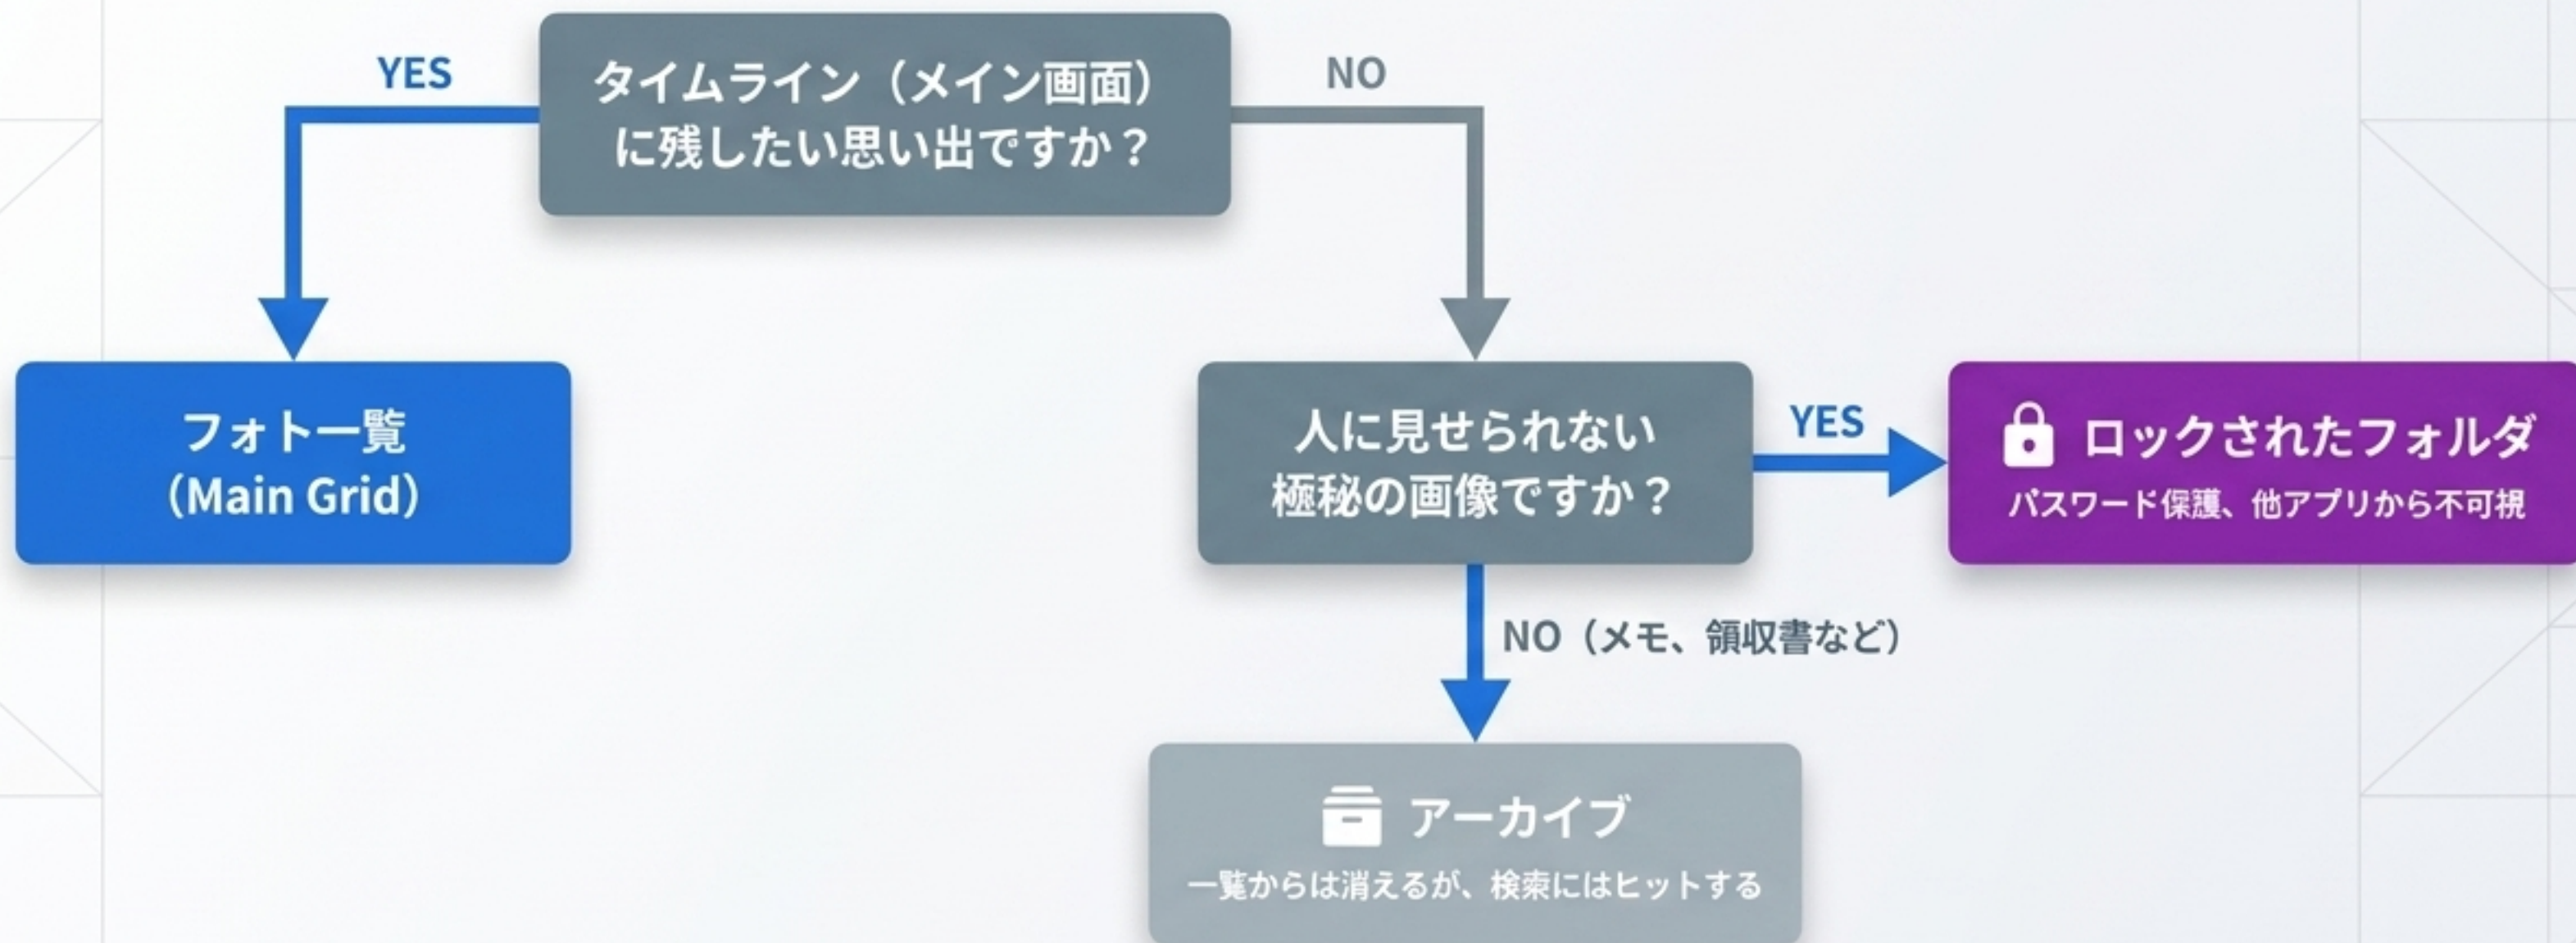 タイムライン（メイン画面）
に残したい思い出ですか？
YES
NO
フォト一覧
（Main Grid）
人に見せられない
極秘の画像ですか？
YES
ロックされたフォルダ
パスワード保護、他アプリから不可視
NO（メモ、領収書など）
アーカイブ
一覧からは消えるが、検索にはヒットする